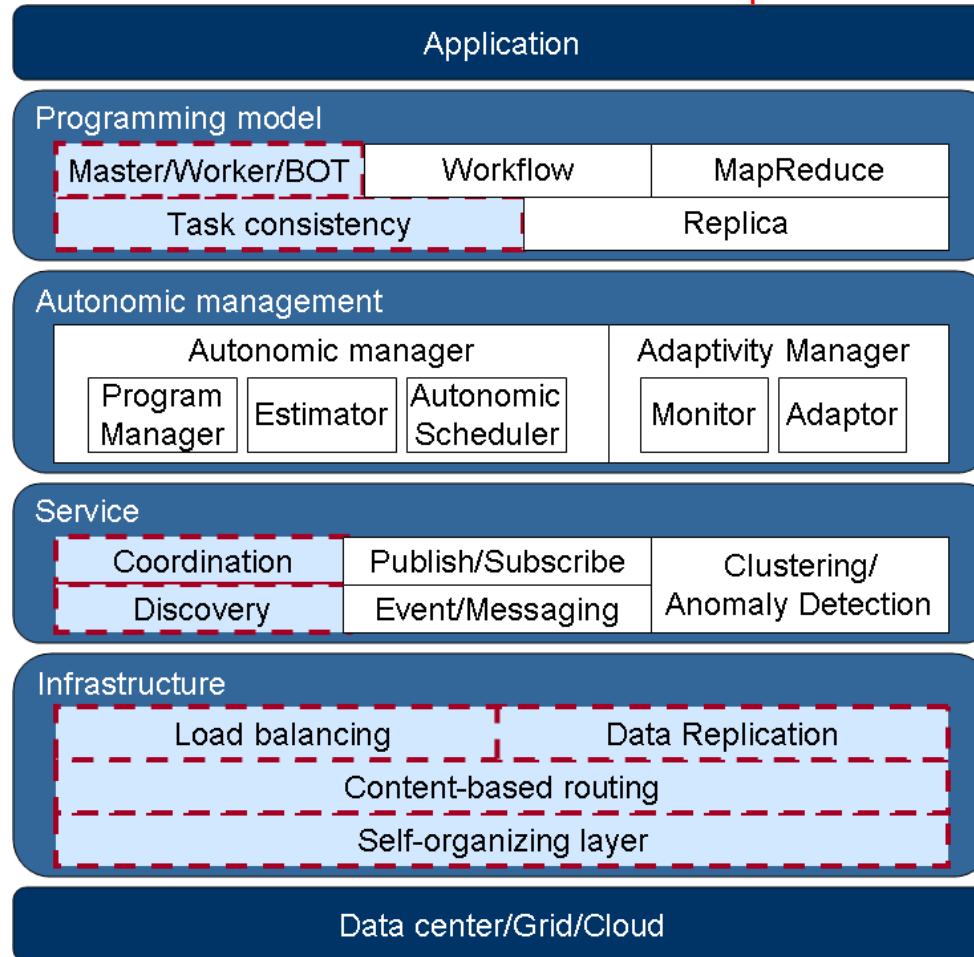 Application
Programming model
Master/Worker/BOT
Workflow
MapReduce
Task consistency
Replica
Autonomic management
Autonomic manager
Program
Manager
Estimator
Autonomic
Scheduler
Adaptivity Manager
Monitor
Adaptor
Service
Coordination
Publish/Subscribe
Discovery
Event/Messaging
Clustering/
Anomaly Detection
Infrastructure
Load balancing
Data Replication
Content-based routing
Self-organizing layer
Data center/Grid/Cloud